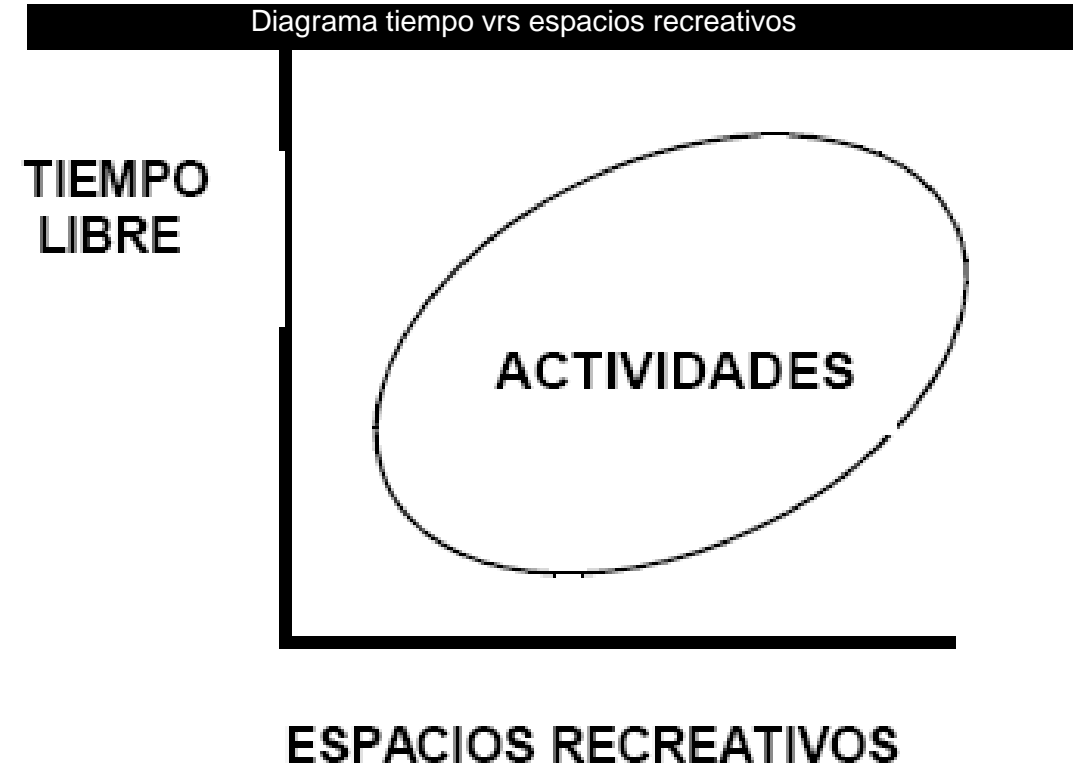 Diagrama tiempo vrs espacios recreativos
TIEMPO
LIBRE
ACTIVIDADES
ESPACIOS RECREATIVOS